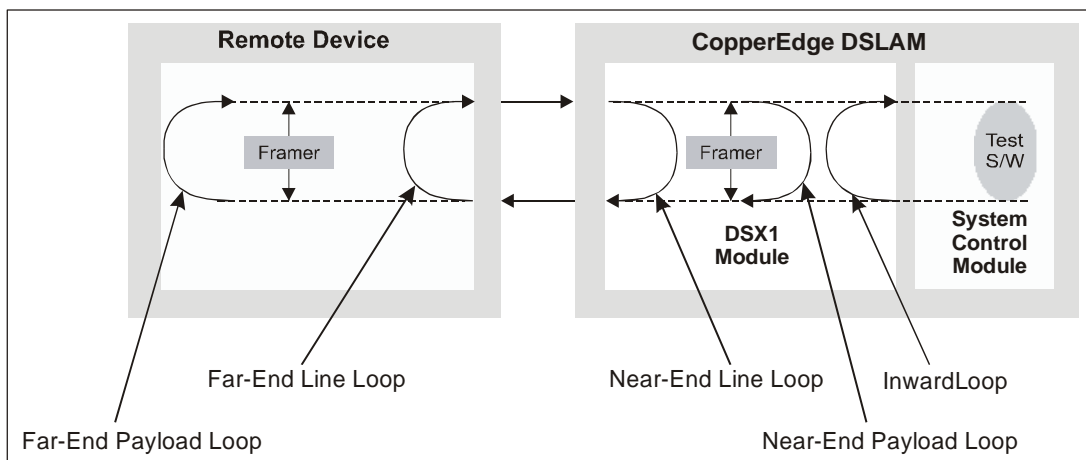 Remote Device
CopperEdge DSLAM
Framer
Framer
Test
S/W
DSX1
Module
System
Control
Module
Far-End Line Loop
Near-End Line Loop
InwardLoop
Far-End Payload Loop
Near-End Payload Loop